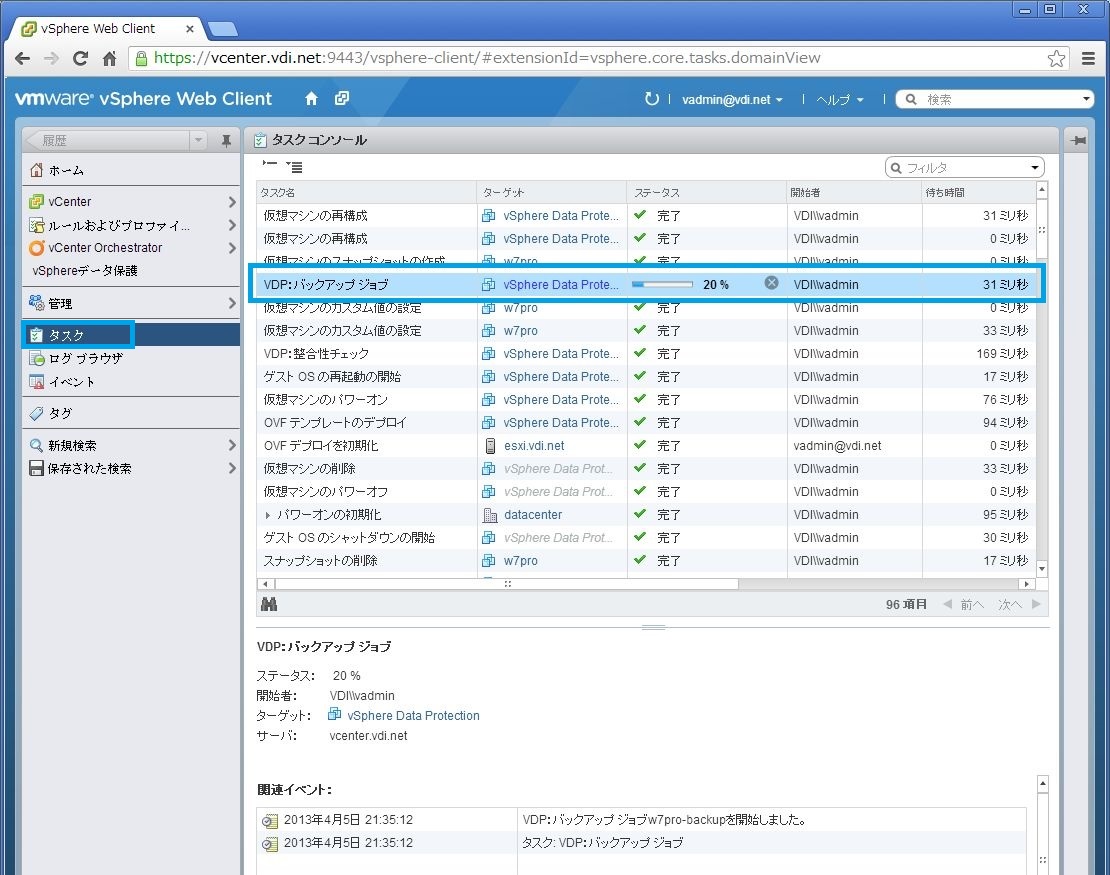 vSphere Web Client
https://vcenter.vdi.net:9443/vsphere-client/#extensionId=vsphere.core.tasks.domainView
vmware® vSphere Web Client
vadmin@vdi.net
ヘルプ
検索
履歴
ホーム
vCenter
ルールおよびプロファイ...
vCenter Orchestrator
vSphereデータ保護
管理
タスク
ログ ブラウザ
イベント
タグ
新規検索
保存された検索
タスク コンソール
フィルタ
タスク名 ターゲット ステータス 開始者 待ち時間
仮想マシンの再構成 vSphere Data Prote... 完了 VDI\\vadmin 31 ミリ秒
仮想マシンの再構成 vSphere Data Prote... 完了 VDI\\vadmin 0 ミリ秒
仮想マシンのスナップショットの作成 w7pro 完了 VDI\\vadmin 0 ミリ秒
VDP: バックアップ ジョブ vSphere Data Prote... 20 % VDI\\vadmin 31 ミリ秒
仮想マシンのカスタム値の設定 w7pro 完了 VDI\\vadmin 0 ミリ秒
仮想マシンのカスタム値の設定 w7pro 完了 VDI\\vadmin 33 ミリ秒
VDP: 整合性チェック vSphere Data Prote... 完了 VDI\\vadmin 169 ミリ秒
ゲスト OS の再起動の開始 vSphere Data Prote... 完了 VDI\\vadmin 17 ミリ秒
仮想マシンのパワーオン vSphere Data Prote... 完了 VDI\\vadmin 76 ミリ秒
OVF テンプレートのデプロイ vSphere Data Prote... 完了 VDI\\vadmin 94 ミリ秒
OVF デプロイを初期化 esxi.vdi.net 完了 vadmin@vdi.net 0 ミリ秒
仮想マシンの削除 vSphere Data Prot... 完了 VDI\\vadmin 33 ミリ秒
仮想マシンのパワーオフ vSphere Data Prot... 完了 VDI\\vadmin 0 ミリ秒
パワーオンの初期化 datacenter 完了 VDI\\vadmin 95 ミリ秒
ゲスト OS のシャットダウンの開始 vSphere Data Prot... 完了 VDI\\vadmin 30 ミリ秒
スナップショットの削除 w7pro 完了 VDI\\vadmin 17 ミリ秒
96 項目 前へ 次へ
VDP: バックアップ ジョブ
ステータス: 20 %
開始者: VDI\\vadmin
ターゲット: vSphere Data Protection
サーバ: vcenter.vdi.net
関連イベント:
2013年4月5日 21:35:12 VDP: バックアップ ジョブw7pro-backupを開始しました。
2013年4月5日 21:35:12 タスク: VDP: バックアップ ジョブ